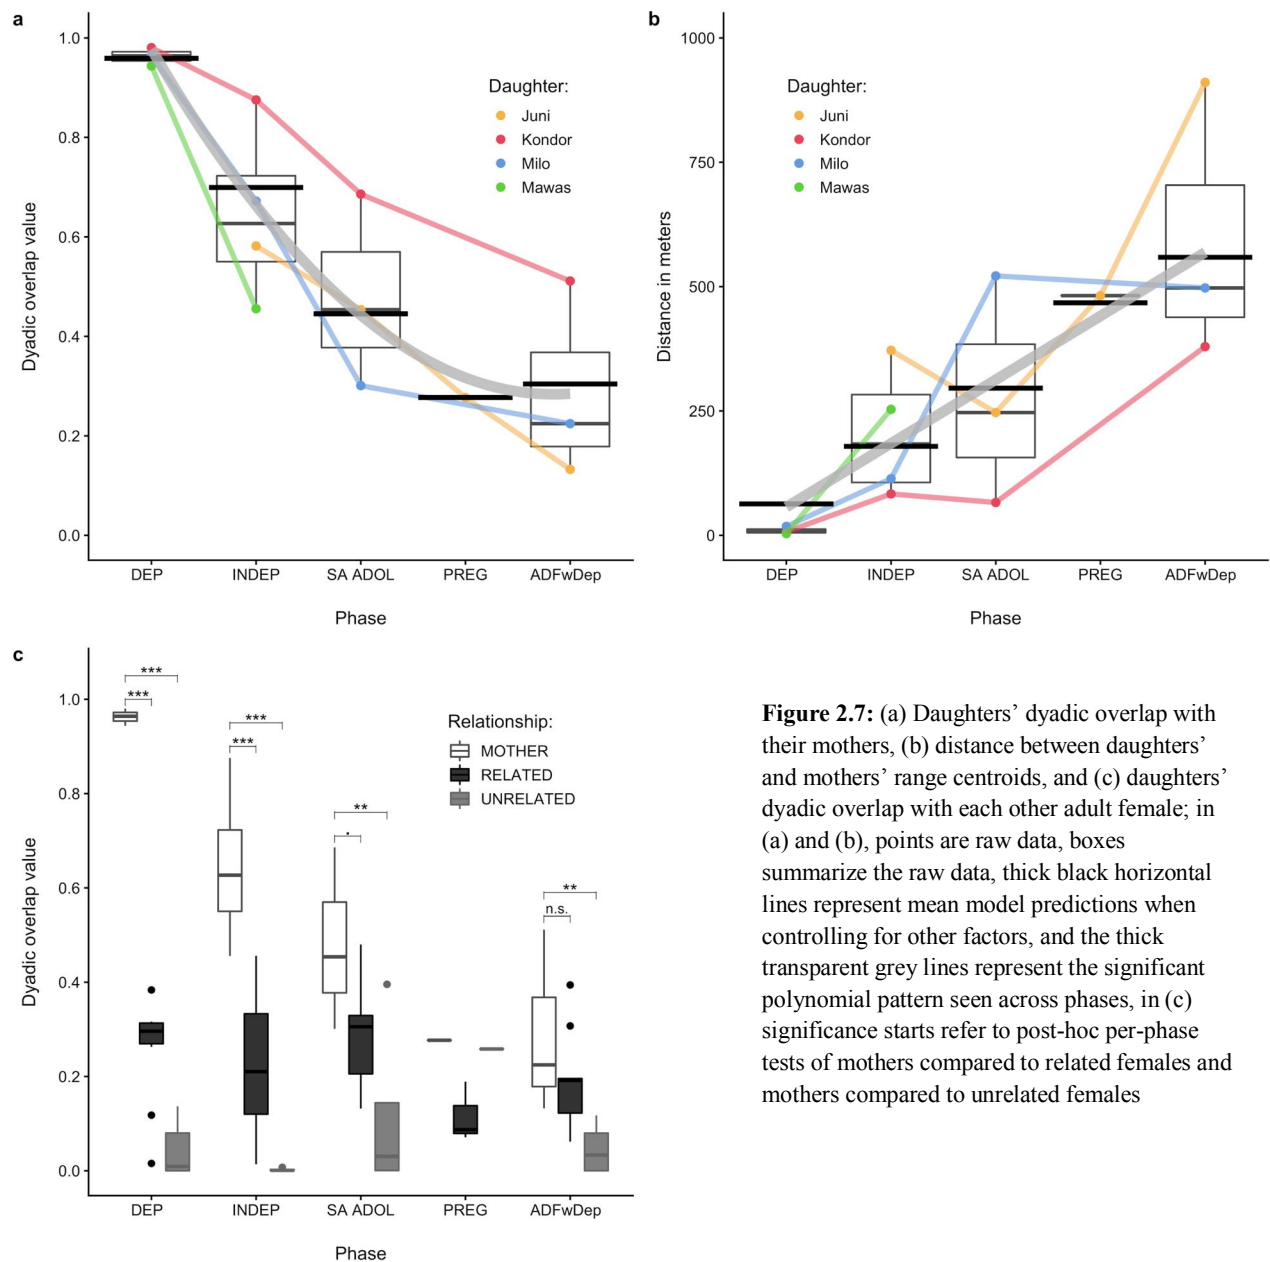 a
1.0
0.8
0.6
0.4
0.2
0.0
Dyadic overlap value
Daughter:
Juni
Kondor
Milo
Mawas
DEP INDEP SA ADOL PREG ADFwDep
Phase
b
1000
750
500
250
0
Distance in meters
Daughter:
Juni
Kondor
Milo
Mawas
DEP INDEP SA ADOL PREG ADFwDep
Phase
c
1.0
0.8
0.6
0.4
0.2
0.0
Dyadic overlap value
***
***
***
***
**
.
**
n.s.
Relationship:
MOTHER
RELATED
UNRELATED
DEP INDEP SA ADOL PREG ADFwDep
Phase
Figure 2.7: (a) Daughters’ dyadic overlap with
their mothers, (b) distance between daughters’
and mothers’ range centroids, and (c) daughters’
dyadic overlap with each other adult female; in
(a) and (b), points are raw data, boxes
summarize the raw data, thick black horizontal
lines represent mean model predictions when
controlling for other factors, and the thick
transparent grey lines represent the significant
polynomial pattern seen across phases, in (c)
significance starts refer to post-hoc per-phase
tests of mothers compared to related females and
mothers compared to unrelated females